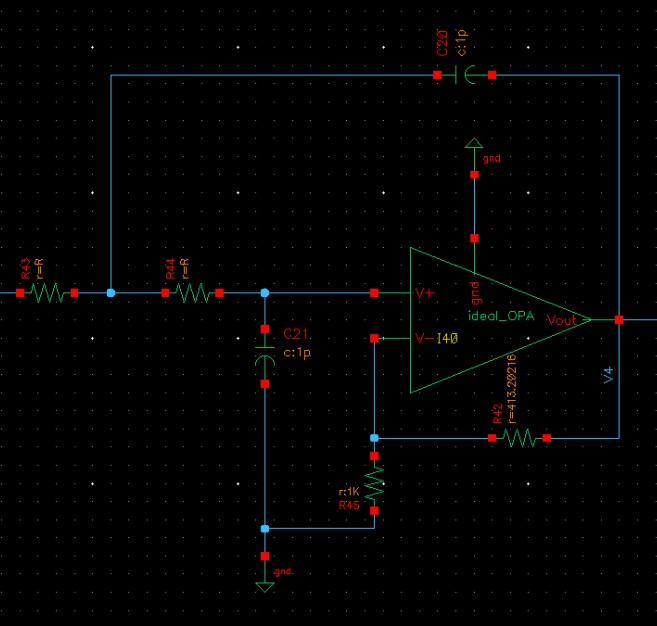 C20
c:1p
gnd
R43
r=R
R44
r=R
V+
gnd
ideal_OPA
Vout
C21
c:1p
V-
I40
V4
R42
r=413.20216
r:1K
R45
gnd